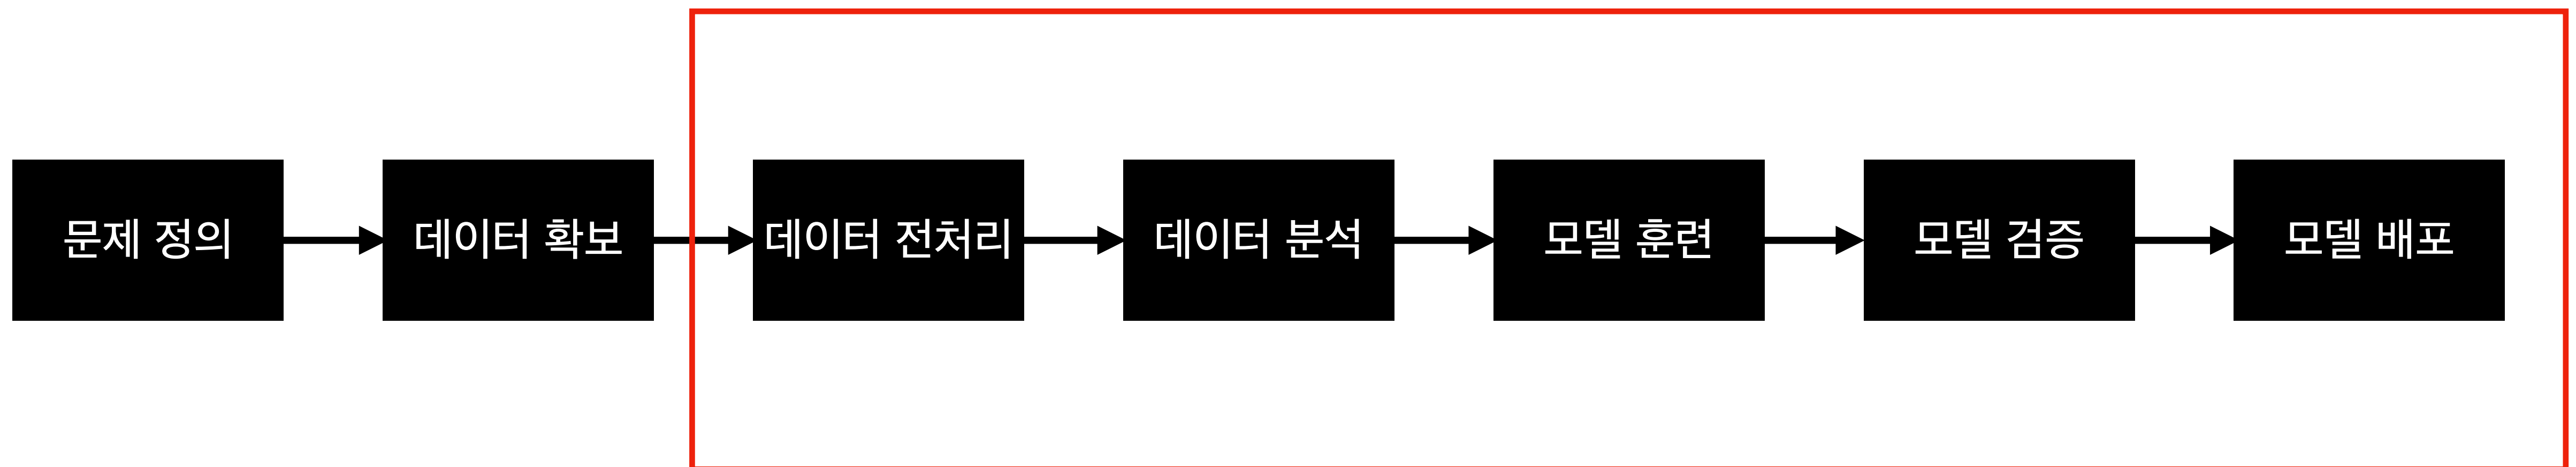 문제 정의
데이터 확보
데이터 전처리
데이터 분석
모델 훈련
모델 검증
모델 배포